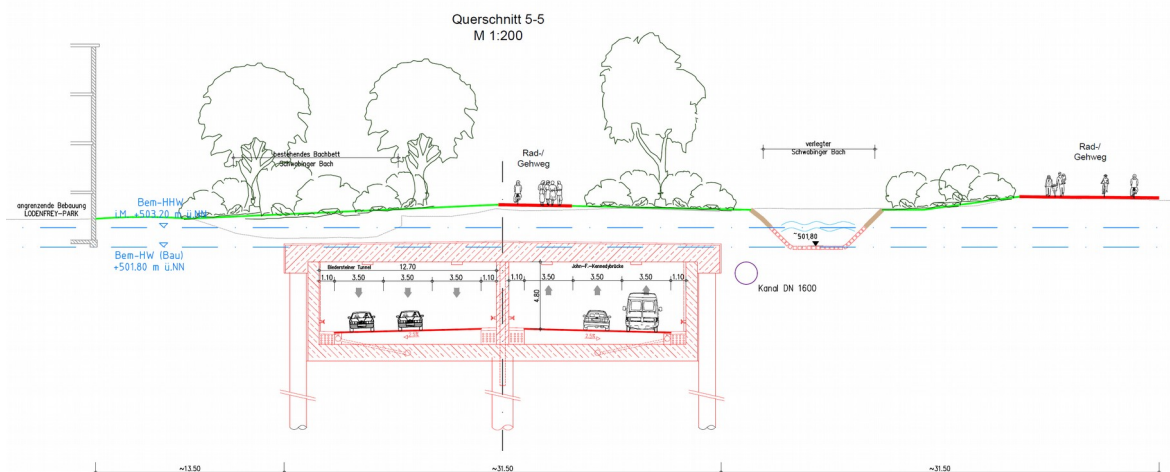 Querschnitt 5-5
M 1:200
bestehendes Bachbett
Schwabinger Bach
Rad-/
Gehweg
verlegter
Schwabinger Bach
Rad-/
Gehweg
angrenzende Bebauung
LODENFREY-PARK
Bem-HHW
i.M. +503.20 m ü.NN
Bem-HW (Bau)
+501.80 m ü.NN
~501.80
Kanal DN 1600
Biedersteiner Tunnel
12.70
John-F.-Kennedybrücke
1.10
3.50
3.50
3.50
1.10
1.10
3.50
3.50
3.50
1.10
4.80
~13.50
~31.50
~31.50